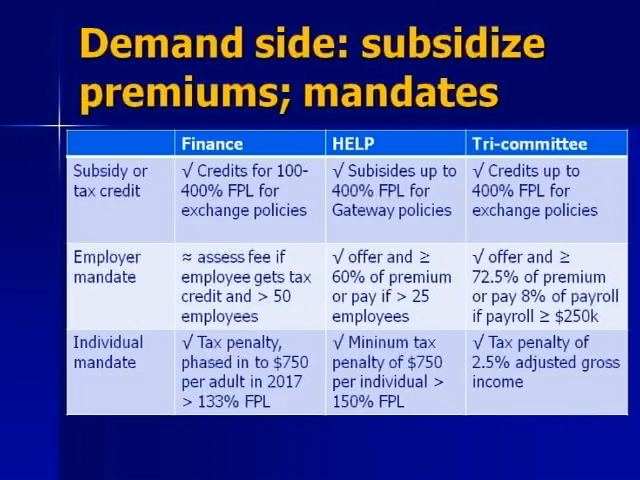 Demand side: subsidize
premiums; mandates
Finance
HELP
Tri-committee
Subsidy or
tax credit
√ Credits for 100-
400% FPL for
exchange policies
√ Subisides up to
400% FPL for
Gateway policies
√ Credits up to
400% FPL for
exchange policies
Employer
mandate
≈ assess fee if
employee gets tax
credit and > 50
employees
√ offer and ≥
60% of premium
or pay if > 25
employees
√ offer and ≥
72.5% of premium
or pay 8% of payroll
if payroll ≥ $250k
Individual
mandate
√ Tax penalty,
phased in to $750
per adult in 2017
> 133% FPL
√ Mininum tax
penalty of $750
per individual >
150% FPL
√ Tax penalty of
2.5% adjusted gross
income